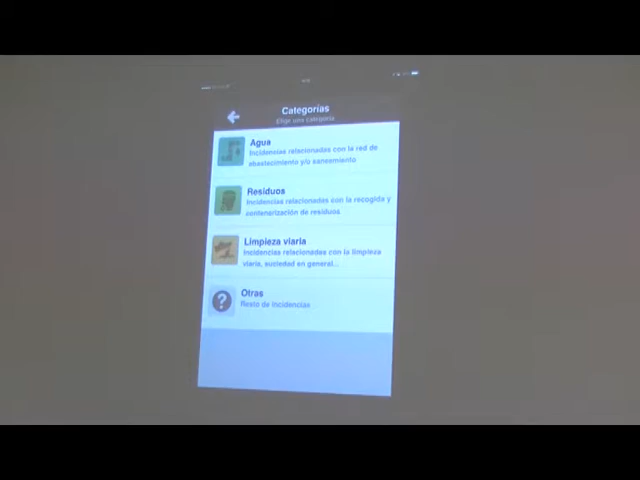 Categorías
Elige una categoría
Agua
Incidencias relacionadas con la red de
abastecimiento y/o saneamiento
Residuos
Incidencias relacionadas con la recogida y
contenerización de residuos
Limpieza viaria
Incidencias relacionadas con la limpieza
viaria, suciedad en general...
?
Otras
Resto de incidencias